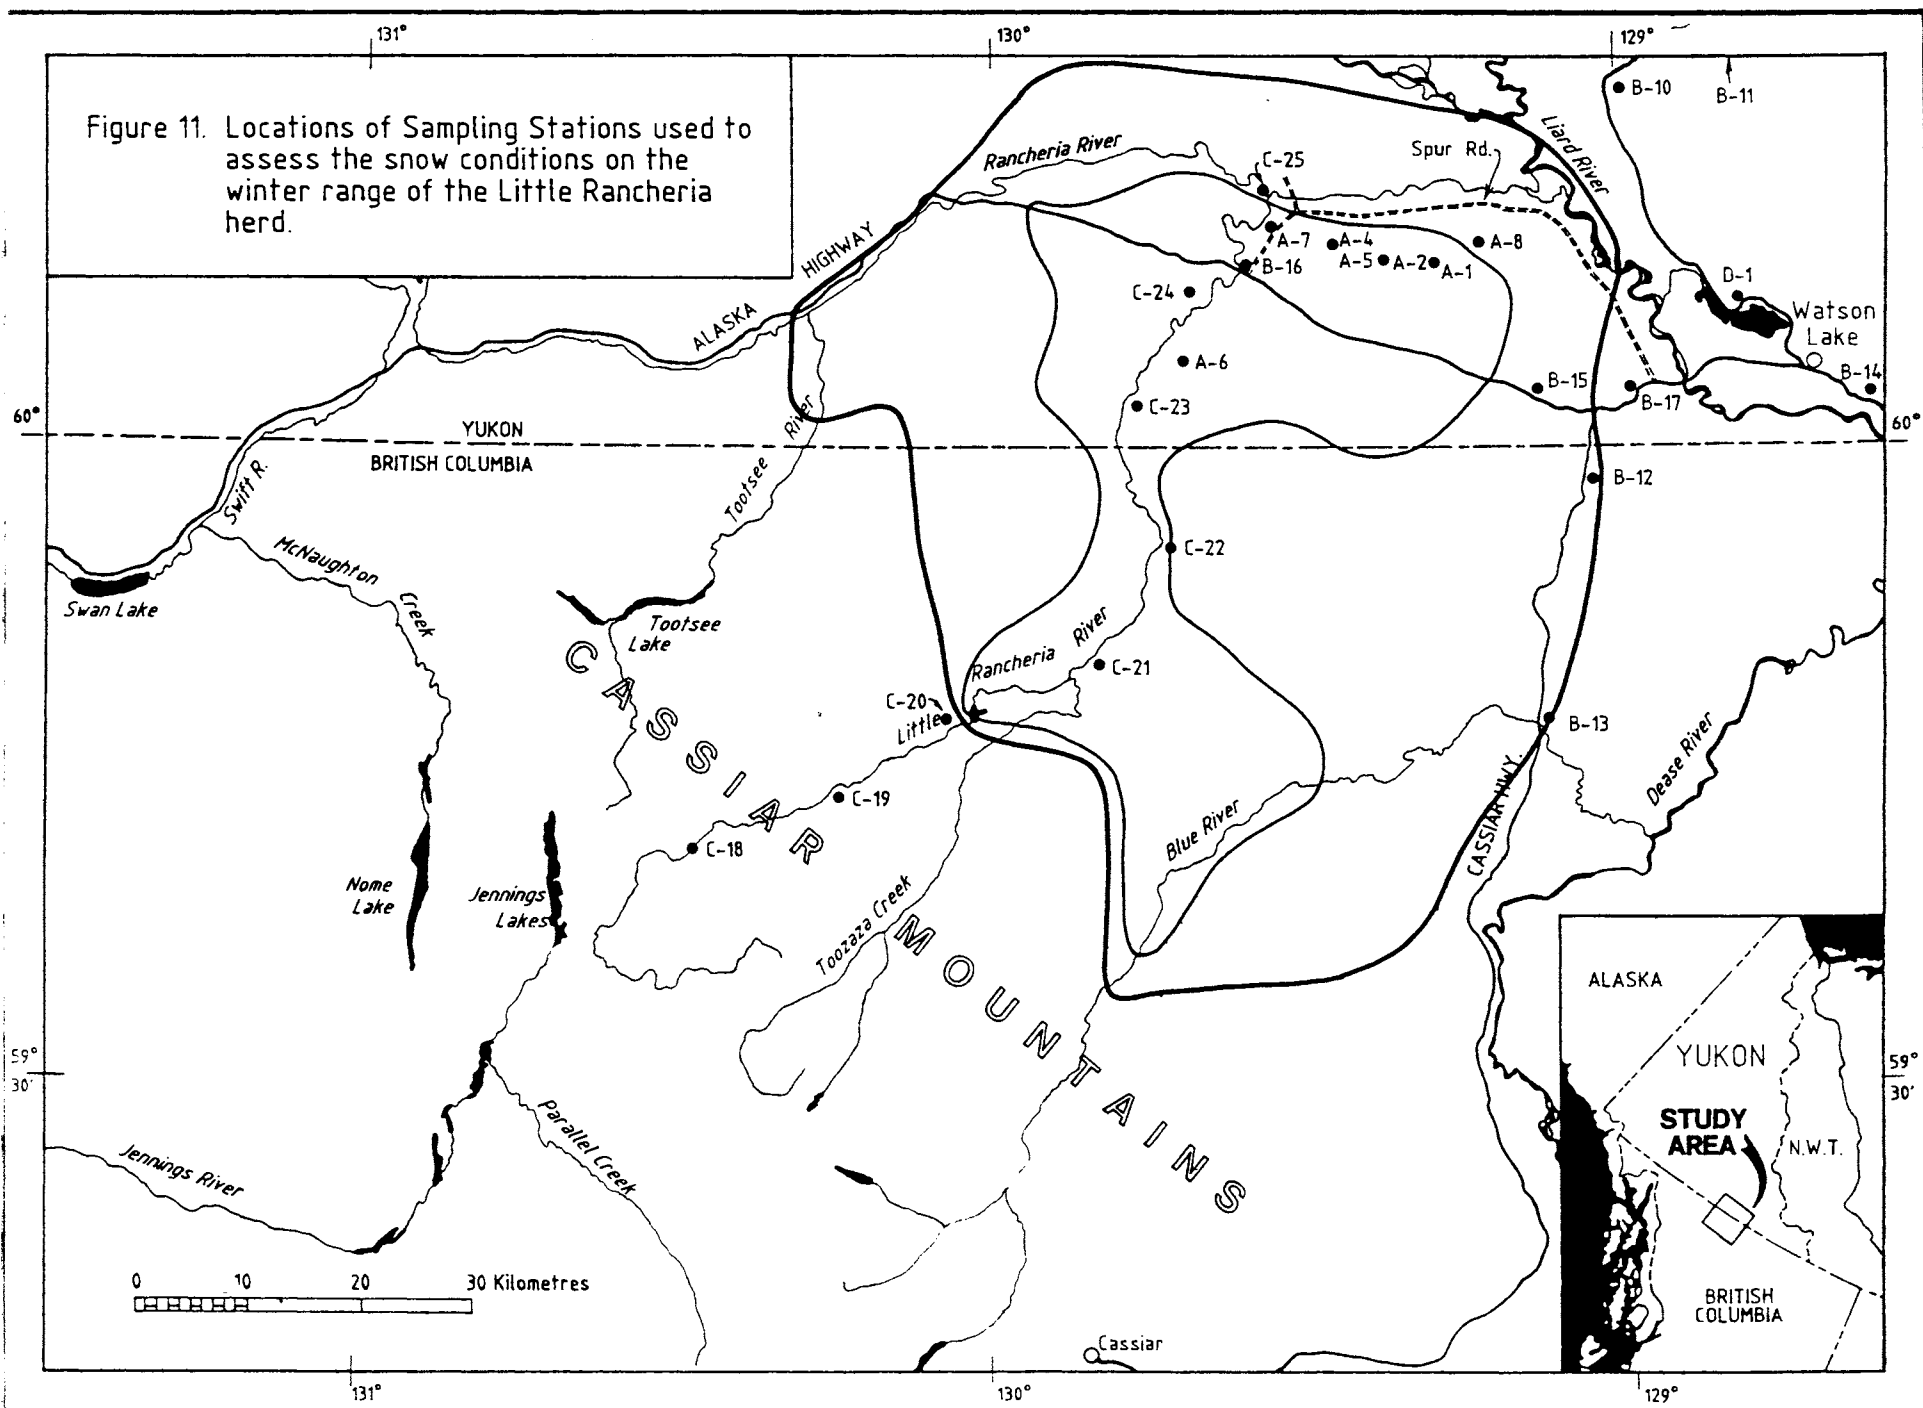 131°
130°
129°
Figure 11. Locations of Sampling Stations used to
assess the snow conditions on the
winter range of the Little Rancheria
herd.
B-10
B-11
Liard River
Rancheria River
Spur Rd.
C-25
A-7
A-4
A-8
B-16
A-5
A-2
A-1
C-24
D-1
Watson
Lake
ALASKA
HIGHWAY
A-6
C-23
B-15
B-17
B-14
60°
60°
YUKON
BRITISH COLUMBIA
Tootsee
River
Swift R.
B-12
McNaughton
Creek
C-22
Swan Lake
Tootsee
Lake
Rancheria
River
C-21
C-20
Little
B-13
CASSIAR
MOUNTAINS
C-19
C-18
Blue River
CASSIAR HWY.
Dease River
Nome
Lake
Jennings
Lakes
Toozaza Creek
59°
30'
59°
30'
Parallel Creek
Jennings River
0 10 20 30 Kilometres
Cassiar
ALASKA
YUKON
STUDY
AREA
N.W.T.
BRITISH
COLUMBIA
131°
130°
129°